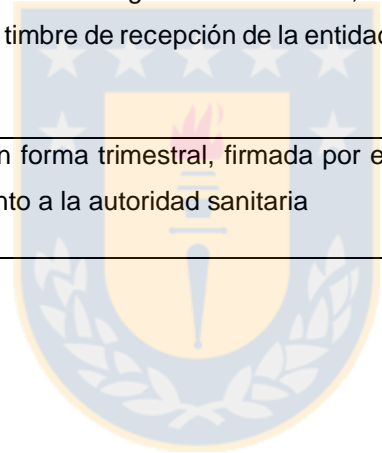 timbre de recepción de la entidad
n forma trimestral, firmada por e
nto a la autoridad sanitaria